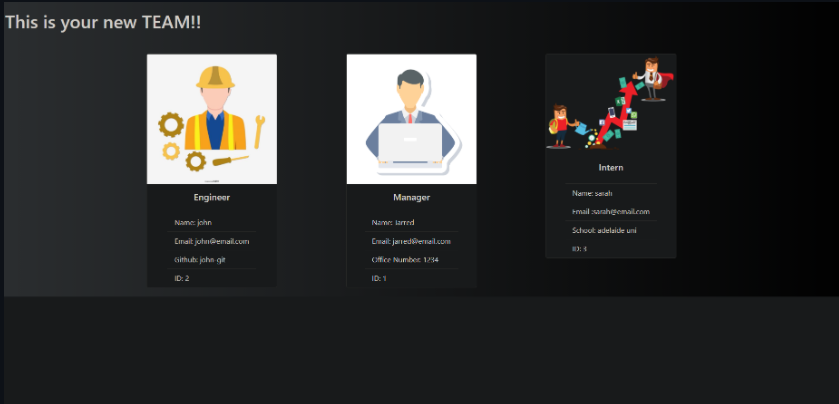 This is your new TEAM!!
Engineer
Name: john
Email: john@email.com
Github: john-git
ID: 2
Manager
Name: Jarred
Email: jarred@email.com
Office Number: 1234
ID: 1
Intern
Name: sarah
Email :sarah@email.com
School: adelaide uni
ID: 3